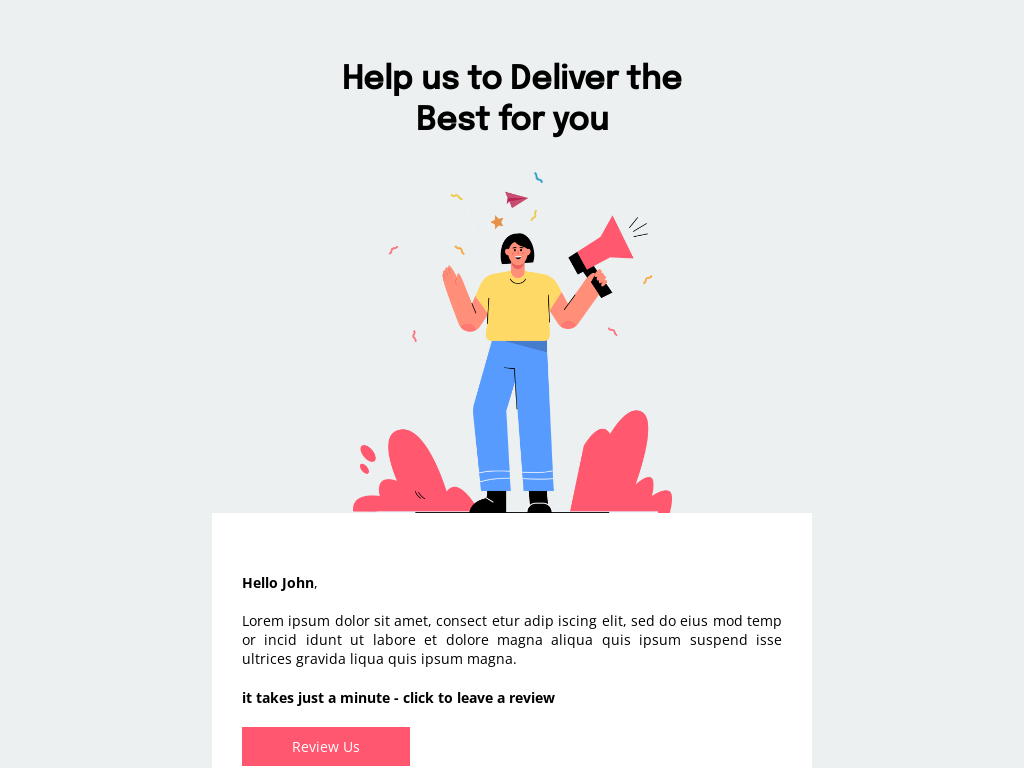 Help us to Deliver the
Best for you
Hello John,
Lorem ipsum dolor sit amet, consect etur adip iscing elit, sed do eius mod temp
or incid idunt ut labore et dolore magna aliqua quis ipsum suspend isse
ultrices gravida liqua quis ipsum magna.
it takes just a minute - click to leave a review
Review Us